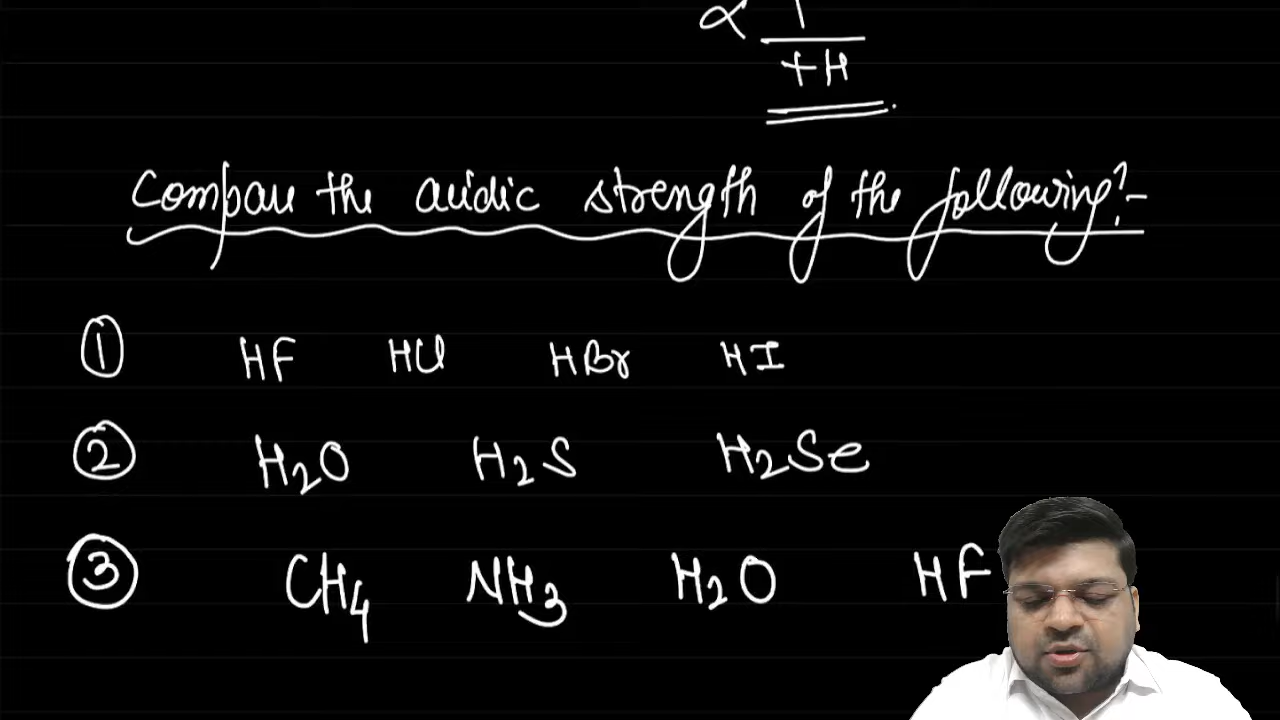 ∝ 1
+H
Compare the acidic strength of the following?-
① HF HCl HBr HI
② H₂O H₂S H₂Se
③ CH₄ NH₃ H₂O HF